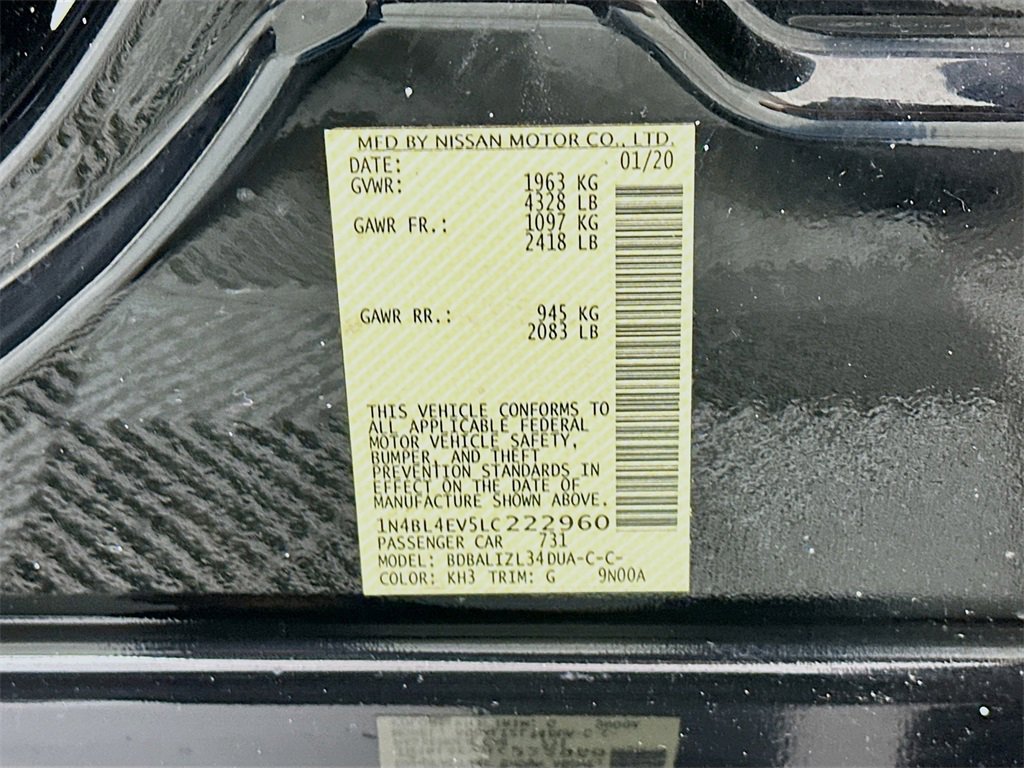 MFD BY NISSAN MOTOR CO., LTD.
DATE: 01/20
GVWR: 1963 KG
4328 LB
GAWR FR.: 1097 KG
2418 LB
GAWR RR.: 945 KG
2083 LB
THIS VEHICLE CONFORMS TO
ALL APPLICABLE FEDERAL
MOTOR VEHICLE SAFETY,
BUMPER, AND THEFT
PREVENTION STANDARDS IN
EFFECT ON THE DATE OF
MANUFACTURE SHOWN ABOVE.
1N4BL4EV5LC222960
PASSENGER CAR 731
MODEL: BDBALIZL34DUA-C-C-
COLOR: KH3 TRIM: G 9N00A